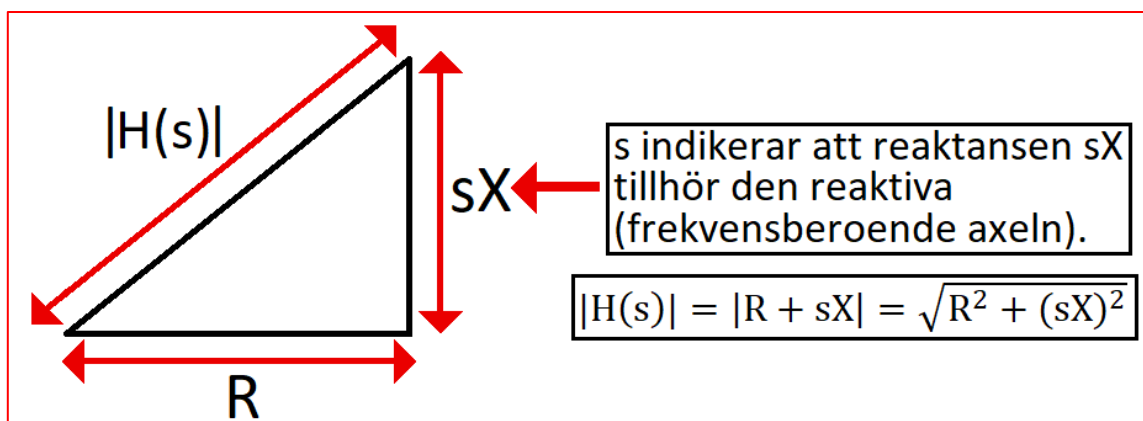 |H(s)|
sX
R
s indikerar att reaktansen sX
tillhör den reaktiva
(frekvensberoende axeln).
|H(s)| = |R + sX| = √R² + (sX)²